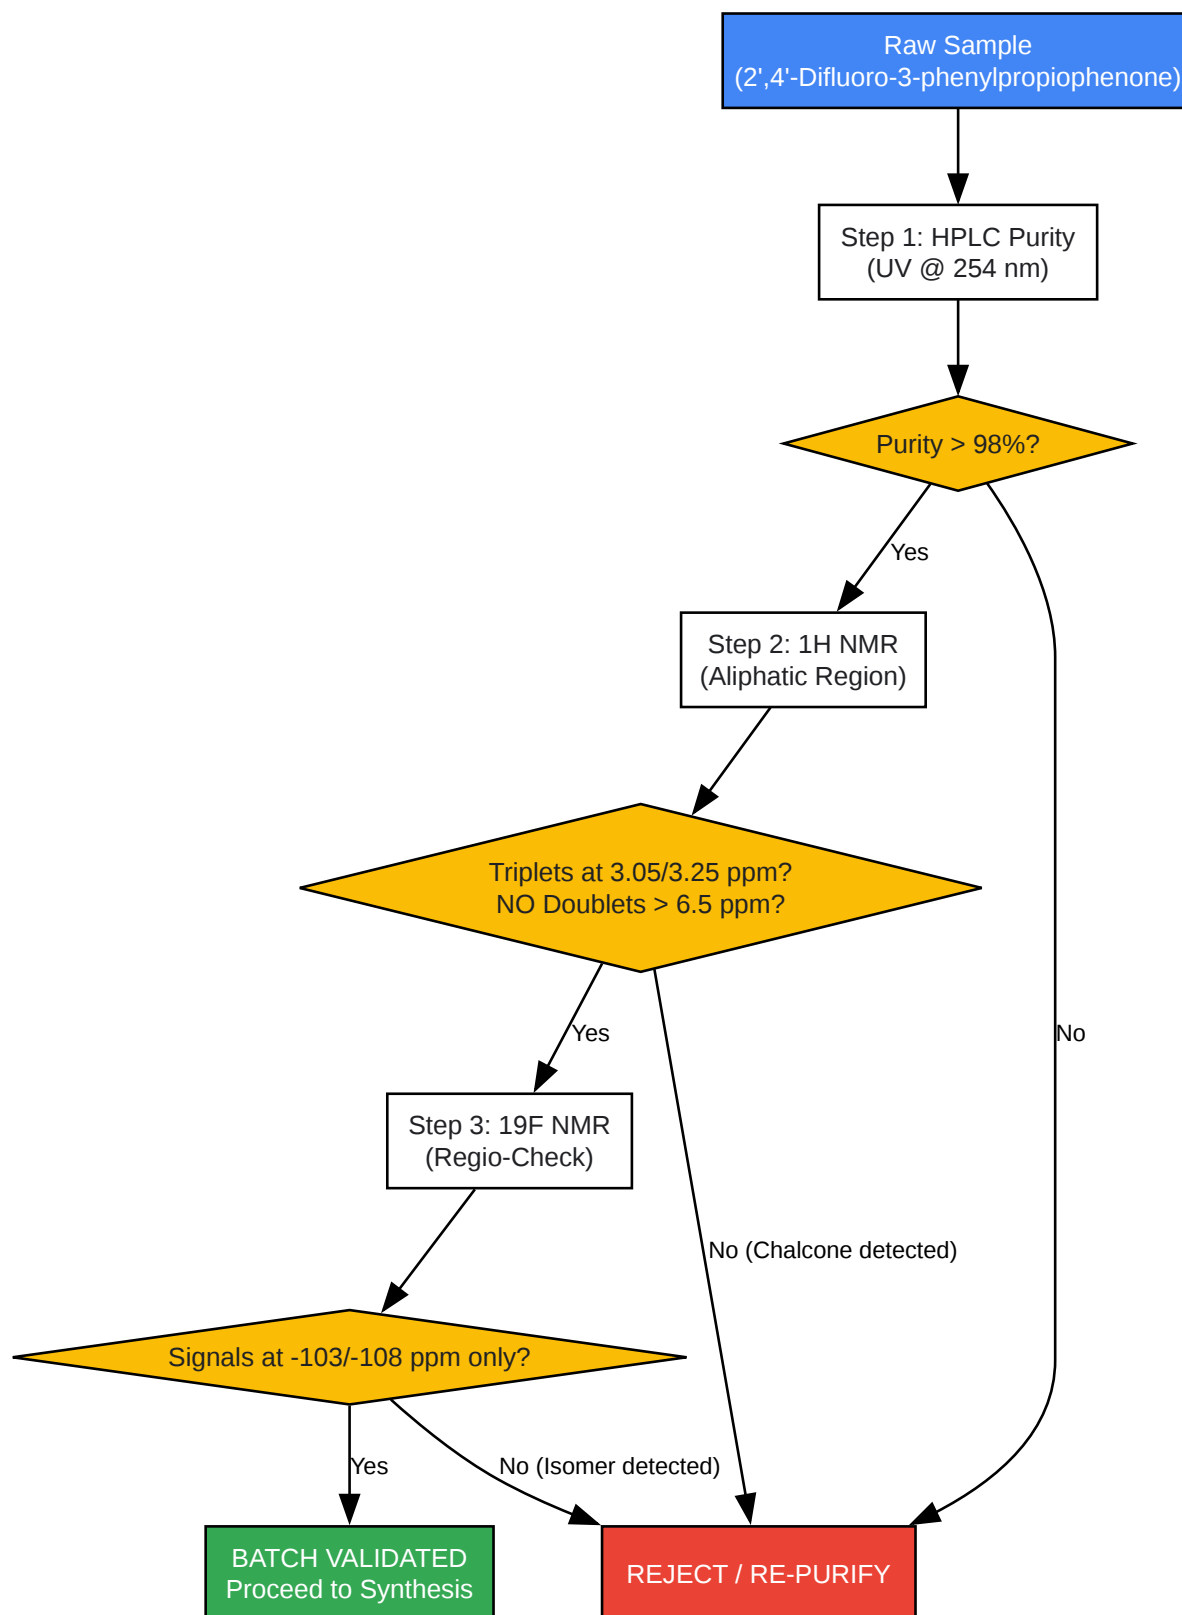 Raw Sample
(2',4'-Difluoro-3-phenylpropiophenone)
Step 1: HPLC Purity
(UV @ 254 nm)
Purity > 98%?
Yes
Step 2: 1H NMR
(Aliphatic Region)
Triplets at 3.05/3.25 ppm?
NO Doublets > 6.5 ppm?
Yes
No
Step 3: 19F NMR
(Regio-Check)
No (Chalcone detected)
Signals at -103/-108 ppm only?
Yes
No (Isomer detected)
BATCH VALIDATED
Proceed to Synthesis
REJECT / RE-PURIFY